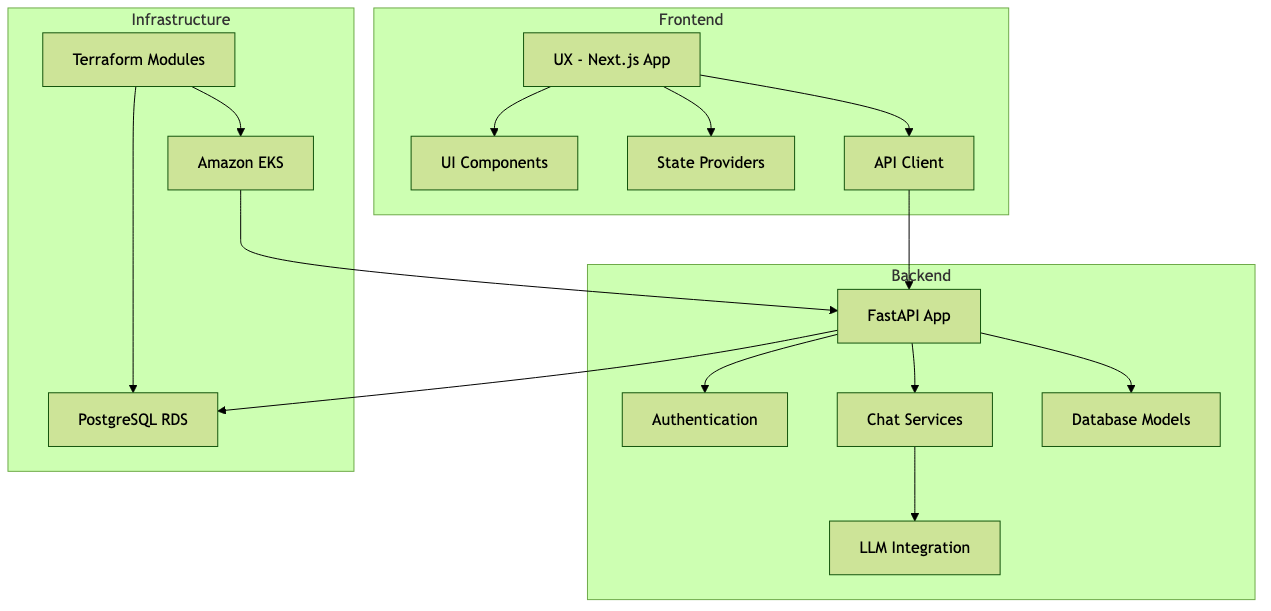 Infrastructure
Terraform Modules
Amazon EKS
PostgreSQL RDS
Frontend
UX - Next.js App
UI Components
State Providers
API Client
Backend
FastAPI App
Authentication
Chat Services
Database Models
LLM Integration